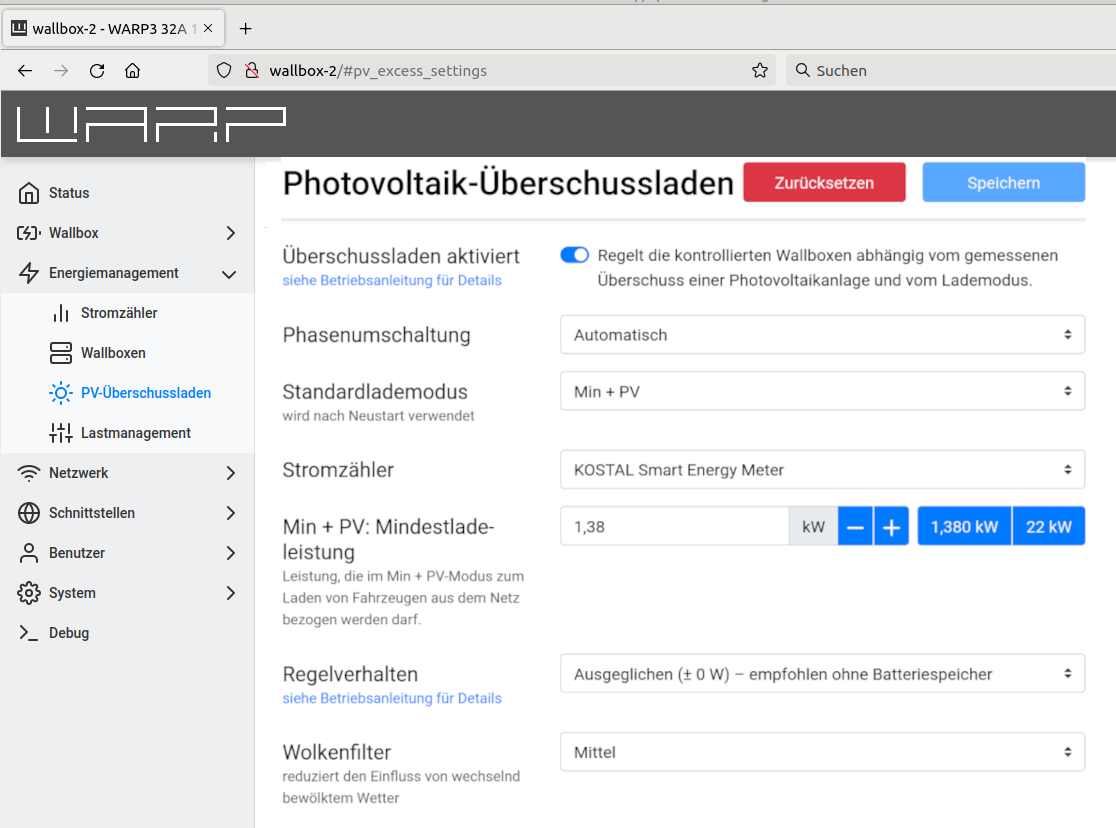 wallbox-2 - WARP3 32A 1
wallbox-2/#pv_excess_settings
Suchen
WARP
Status
Wallbox
Energiemanagement
Stromzähler
Wallboxen
PV-Überschussladen
Lastmanagement
Netzwerk
Schnittstellen
Benutzer
System
Debug
Photovoltaik-Überschussladen
Zurücksetzen
Speichern
Überschussladen aktiviert
siehe Betriebsanleitung für Details
Regelt die kontrollierten Wallboxen abhängig vom gemessenen
Überschuss einer Photovoltaikanlage und vom Lademodus.
Phasenumschaltung
Automatisch
Standardlademodus
wird nach Neustart verwendet
Min + PV
Stromzähler
KOSTAL Smart Energy Meter
Min + PV: Mindestlade-
leistung
Leistung, die im Min + PV-Modus zum
Laden von Fahrzeugen aus dem Netz
bezogen werden darf.
1,38
kW
1,380 kW
22 kW
Regelverhalten
siehe Betriebsanleitung für Details
Ausgeglichen (± 0 W) – empfohlen ohne Batteriespeicher
Wolkenfilter
reduziert den Einfluss von wechselnd
bewölktem Wetter
Mittel